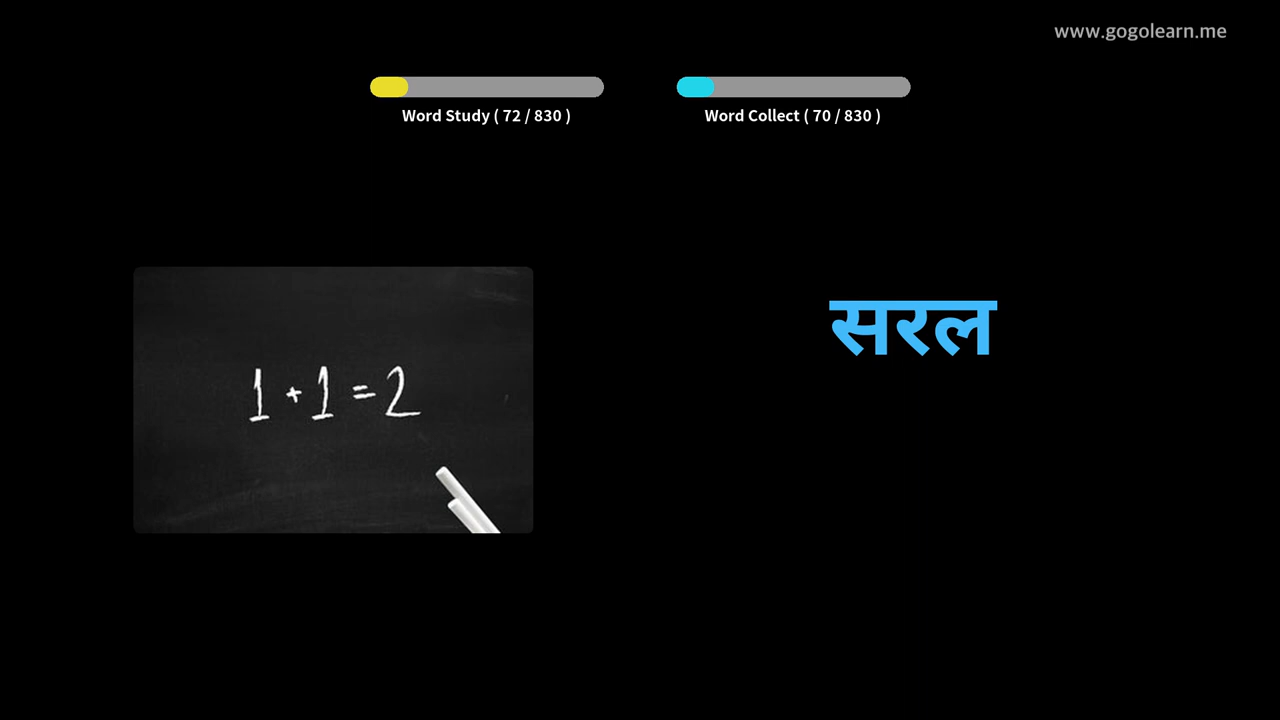 www.gogolearn.me
Word Study ( 72 / 830 )
Word Collect ( 70 / 830 )
सरल
1 + 1 = 2